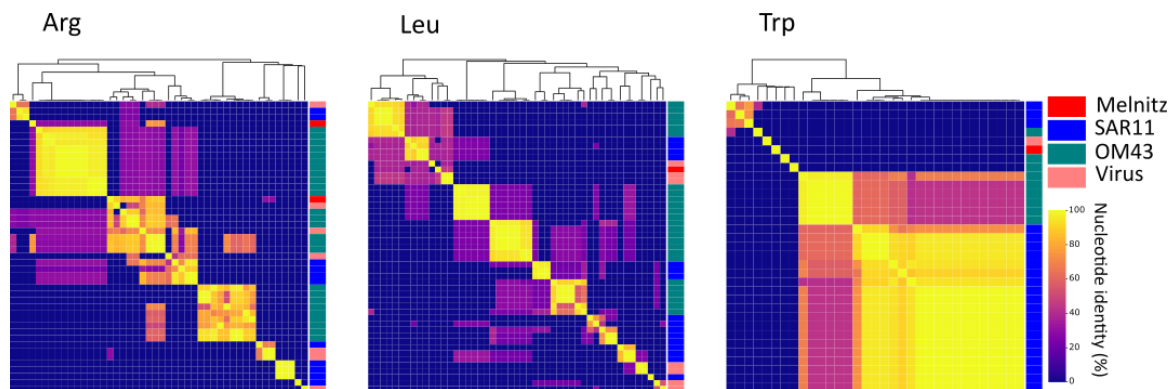 Arg
Leu
Trp
Melnitz
SAR11
OM43
Virus
100
80
60
40
20
0
Nucleotide identity (%)